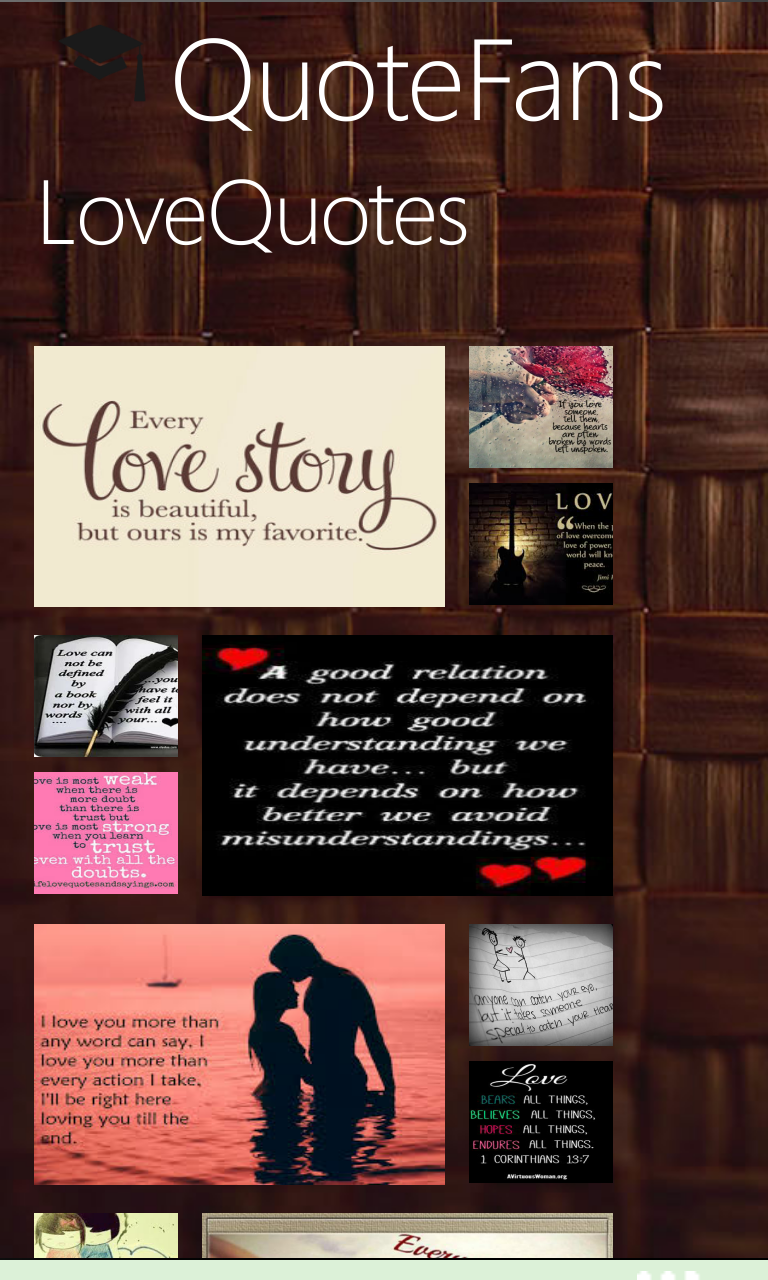 QuoteFans
LoveQuotes
Every
love story
is beautiful,
but ours is my favorite.
If you love
someone,
tell them,
because hearts
are often
broken by words
left unspoken.
LOV
“When the
of love overcom
love of power,
world will kn
peace.
Jimi
Love can
not be
defined
by
a book
nor by
words
....
...you
have t
feel it
with all
your...
ove is most weak
when there is
more doubt
than there is
trust but
ove is most strong
when you learn
to trust
even with all the
doubts.
ifelovequotesandsayings.com
A good relation
does not depend on
how good
understanding we
have... but
it depends on how
better we avoid
misunderstandings...
I love you more than
any word can say, I
love you more than
every action I take,
I'll be right here
loving you till the
end.
anyone can catch your eye,
but it takes someone
special to catch your hear
Love
BEARS ALL THINGS,
BELIEVES ALL THINGS,
HOPES ALL THINGS,
ENDURES ALL THINGS.
1 CORINTHIANS 13:7
AVirtuousWoman.org
Every